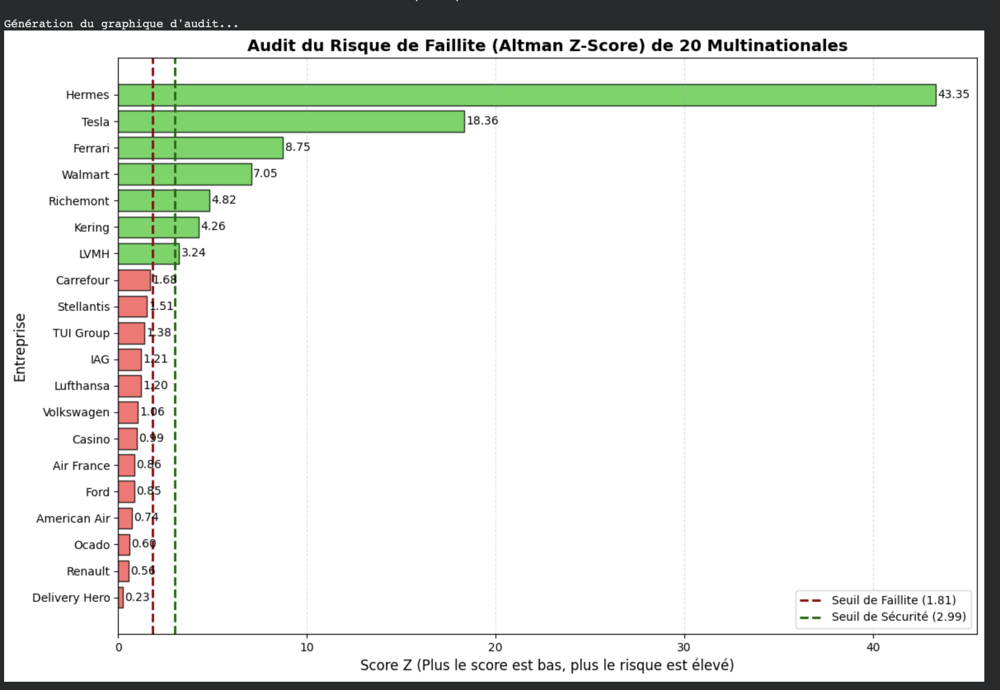 Génération du graphique d'audit...
Audit du Risque de Faillite (Altman Z-Score) de 20 Multinationales
Entreprise
Hermes 43.35
Tesla 18.36
Ferrari 8.75
Walmart 7.05
Richemont 4.82
Kering 4.26
LVMH 3.24
Carrefour 1.68
Stellantis 1.51
TUI Group 1.38
IAG 1.21
Lufthansa 1.20
Volkswagen 1.06
Casino 0.99
Air France 0.86
Ford 0.85
American Air 0.74
Ocado 0.60
Renault 0.56
Delivery Hero 0.23
Seuil de Faillite (1.81)
Seuil de Sécurité (2.99)
0 10 20 30 40
Score Z (Plus le score est bas, plus le risque est élevé)